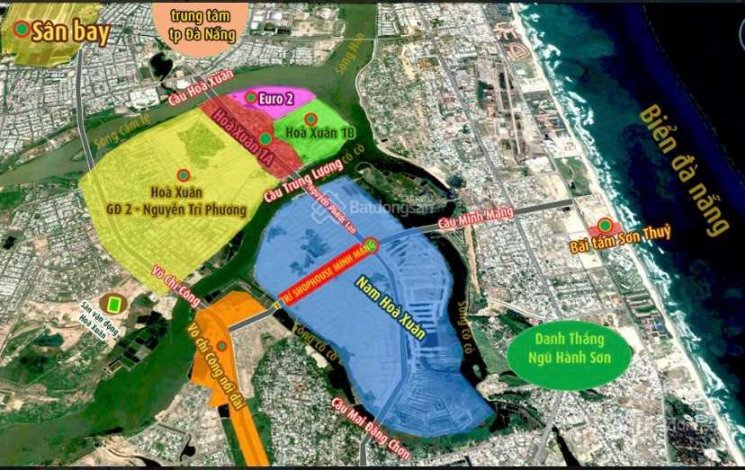 Sân bay
trung tâm
tp Đà Nẵng
Cầu Hoà Xuân
Sông Hàn
Euro 2
Sông Cẩm lệ
Hoà Xuân 1A
Hoà Xuân 1B
Biển đà nẵng
Hoà Xuân
GĐ 2 - Nguyễn Tri Phương
Cầu Trung Lương
cổ cò
Nguyễn Phước Lan
Batdongsan
Cầu Minh Mạng
Bãi tắm Sơn Thuỷ
Võ Chí Công
TRÍ SHOPHOUSE MINH MẠNG
Nam Hoà Xuân
Sân vận động
Hoà Xuân
Võ chí Công nối dài
Sông cổ cò
Sông cổ cò
Danh Thắng
Ngũ Hành Sơn
Cầu Mai Đăng Chơn